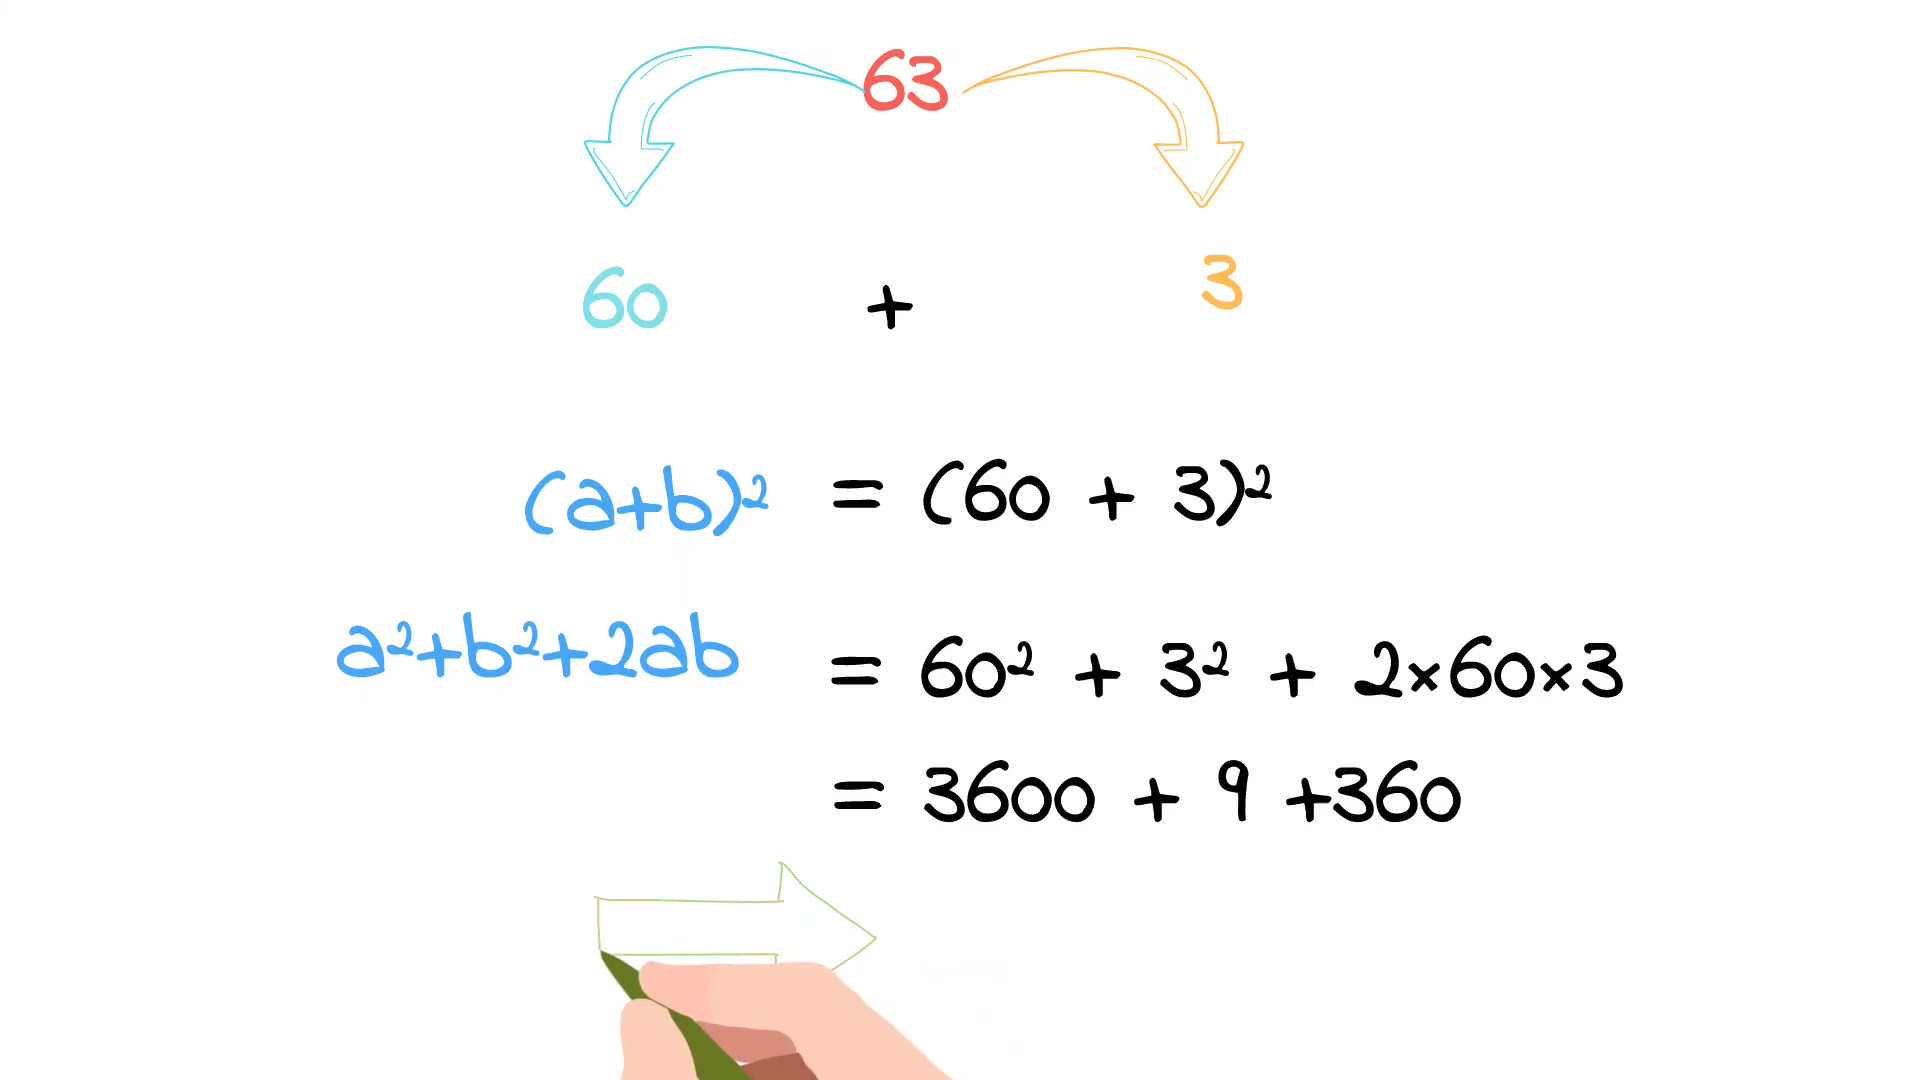 63
60 + 3
(a+b)² = (60 + 3)²
a²+b²+2ab = 60² + 3² + 2×60×3
= 3600 + 9 +360